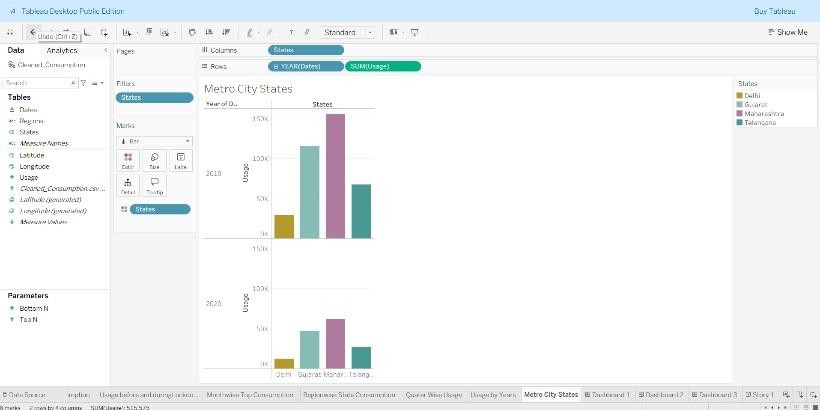 Tableau Desktop Public Edition
Buy Tableau
Undo (Ctrl+Z)
Standard
Show Me
Data
Analytics
Cleaned_Consumption
Search
Tables
Dates
Regions
States
Measure Names
Latitude
Longitude
Usage
Cleaned_Consumption.csv ...
Latitude (generated)
Longitude (generated)
Measure Values
Parameters
Bottom N
Top N
Pages
Filters
States
Marks
Bar
Color
Size
Label
Detail
Tooltip
States
Columns
States
Rows
YEAR(Dates)
SUM(Usage)
Metro City States
Year of D..
States
2019
Usage
150K
100K
50K
0K
2020
Usage
150K
100K
50K
0K
Delhi
Gujarat
Mahar..
Telang..
States
Delhi
Gujarat
Maharashtra
Telangana
Data Source
Monthwise Top Consumption
Regionwise State Consumption
Quater Wise Usage
Usage by Years
Metro City States
Dashboard 1
Dashboard 2
Dashboard 3
Story 1
8 marks
2 rows by 4 columns
SUM(Usage): 515,575